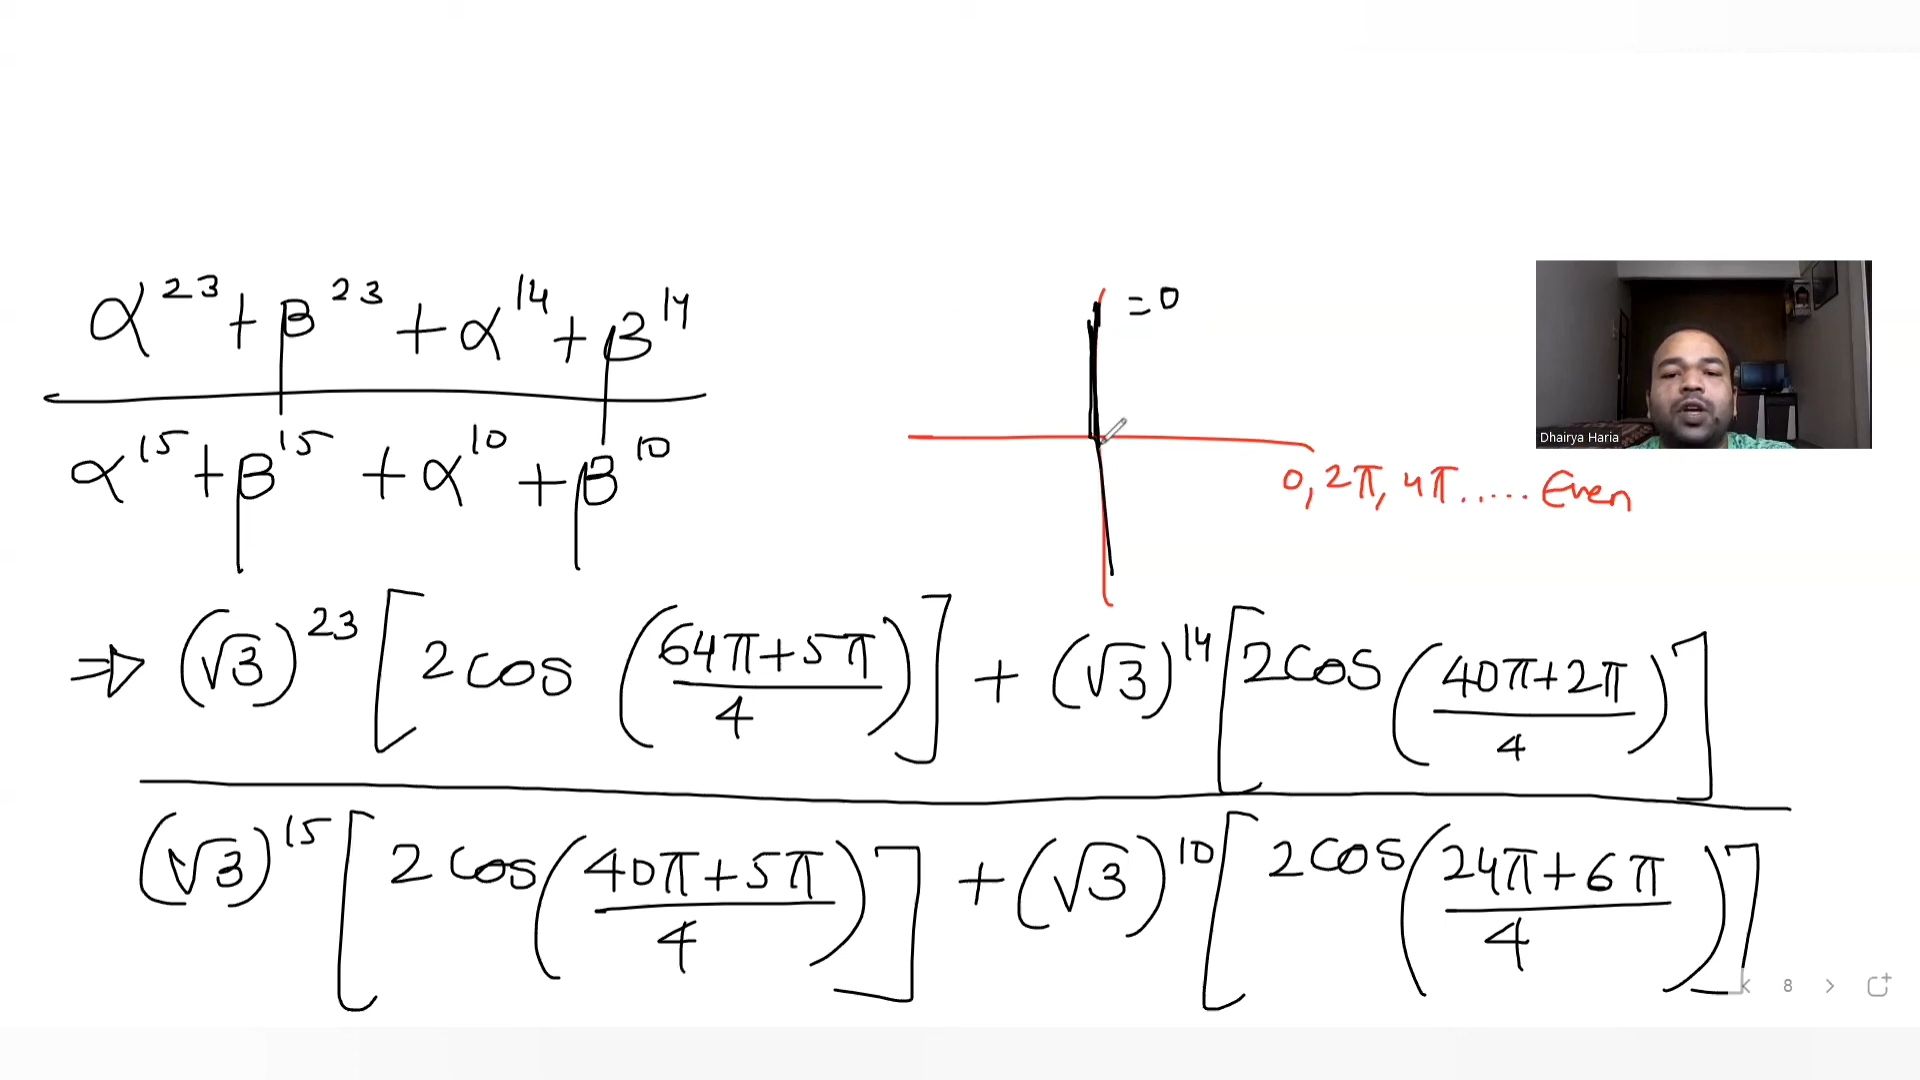 α²³ + β²³ + α¹⁴ + β¹⁴
= 0
α¹⁵ + β¹⁵ + α¹⁰ + β¹⁰
Dhairya Haria
0, 2π, 4π..... Even
⇒ (√3)²³ [2cos (64π+5π / 4)] + (√3)¹⁴ [2cos (40π+2π / 4)]
(√3)¹⁵ [2cos (40π+5π / 4)] + (√3)¹⁰ [2cos (24π+6π / 4)]
8